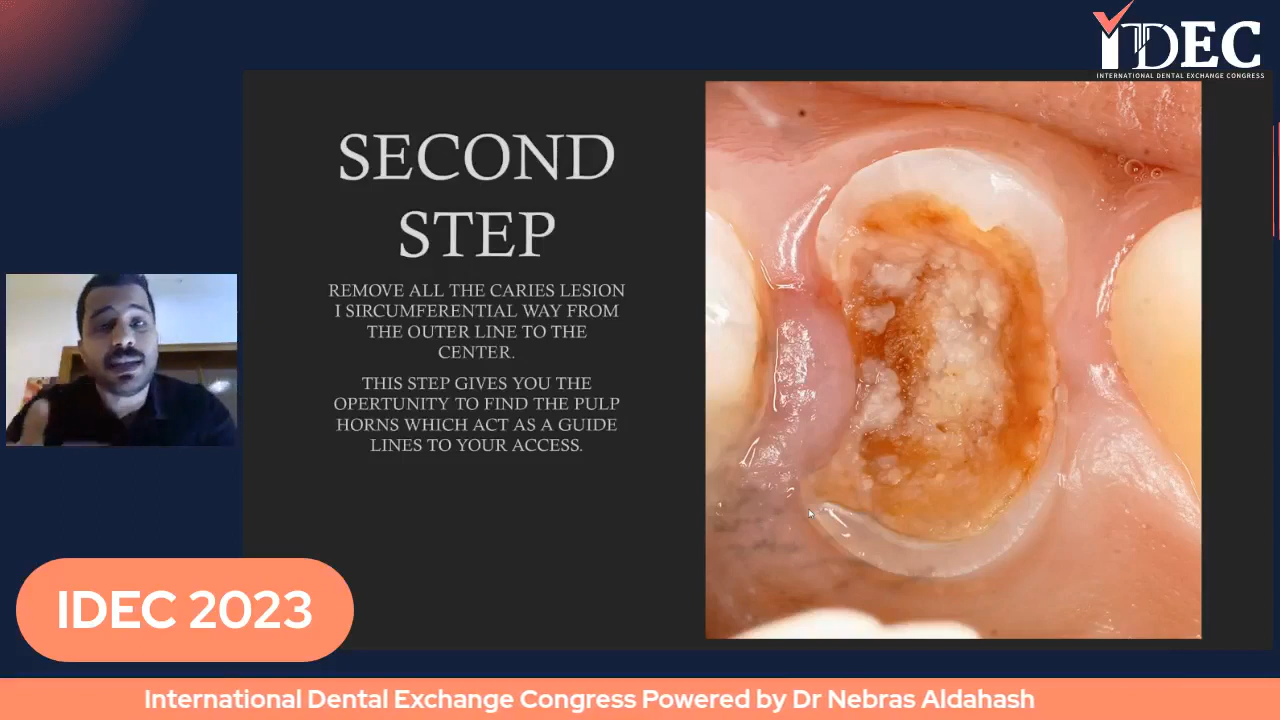 IDEC
INTERNATIONAL DENTAL EXCHANGE CONGRESS
SECOND
STEP
REMOVE ALL THE CARIES LESION
I SIRCUMFERENTIAL WAY FROM
THE OUTER LINE TO THE
CENTER.
THIS STEP GIVES YOU THE
OPERTUNITY TO FIND THE PULP
HORNS WHICH ACT AS A GUIDE
LINES TO YOUR ACCESS.
IDEC 2023
International Dental Exchange Congress Powered by Dr Nebras Aldahash